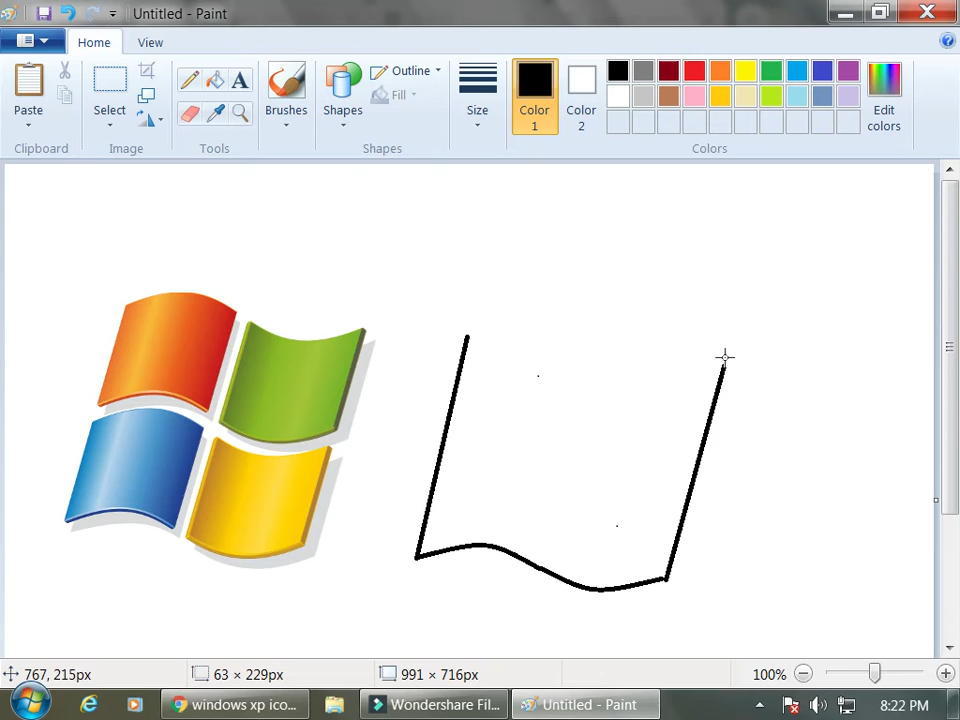 Untitled - Paint
Home View
Paste
Select
Brushes
Shapes
Outline
Fill
Size
Color
1
Color
2
Edit
colors
Clipboard
Image
Tools
Shapes
Colors
767, 215px
63 × 229px
991 × 716px
100%
windows xp ico...
Wondershare Fil...
Untitled - Paint
8:22 PM